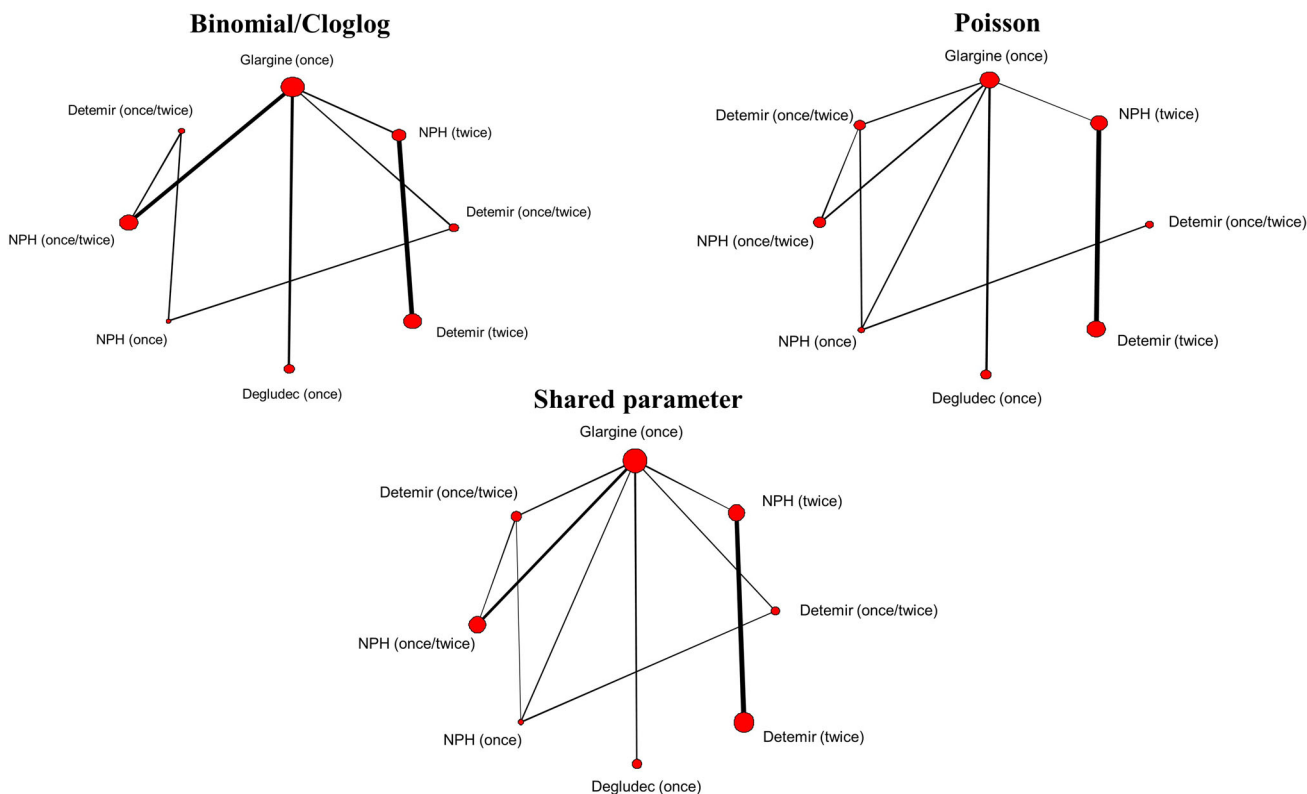 Binomial/Cloglog
Glargine (once)
Detemir (once/twice)
NPH (twice)
Detemir (once/twice)
NPH (once/twice)
NPH (once)
Detemir (twice)
Degludec (once)
Poisson
Glargine (once)
Detemir (once/twice)
NPH (twice)
Detemir (once/twice)
NPH (once/twice)
NPH (once)
Detemir (twice)
Degludec (once)
Shared parameter
Glargine (once)
Detemir (once/twice)
NPH (twice)
Detemir (once/twice)
NPH (once/twice)
NPH (once)
Detemir (twice)
Degludec (once)